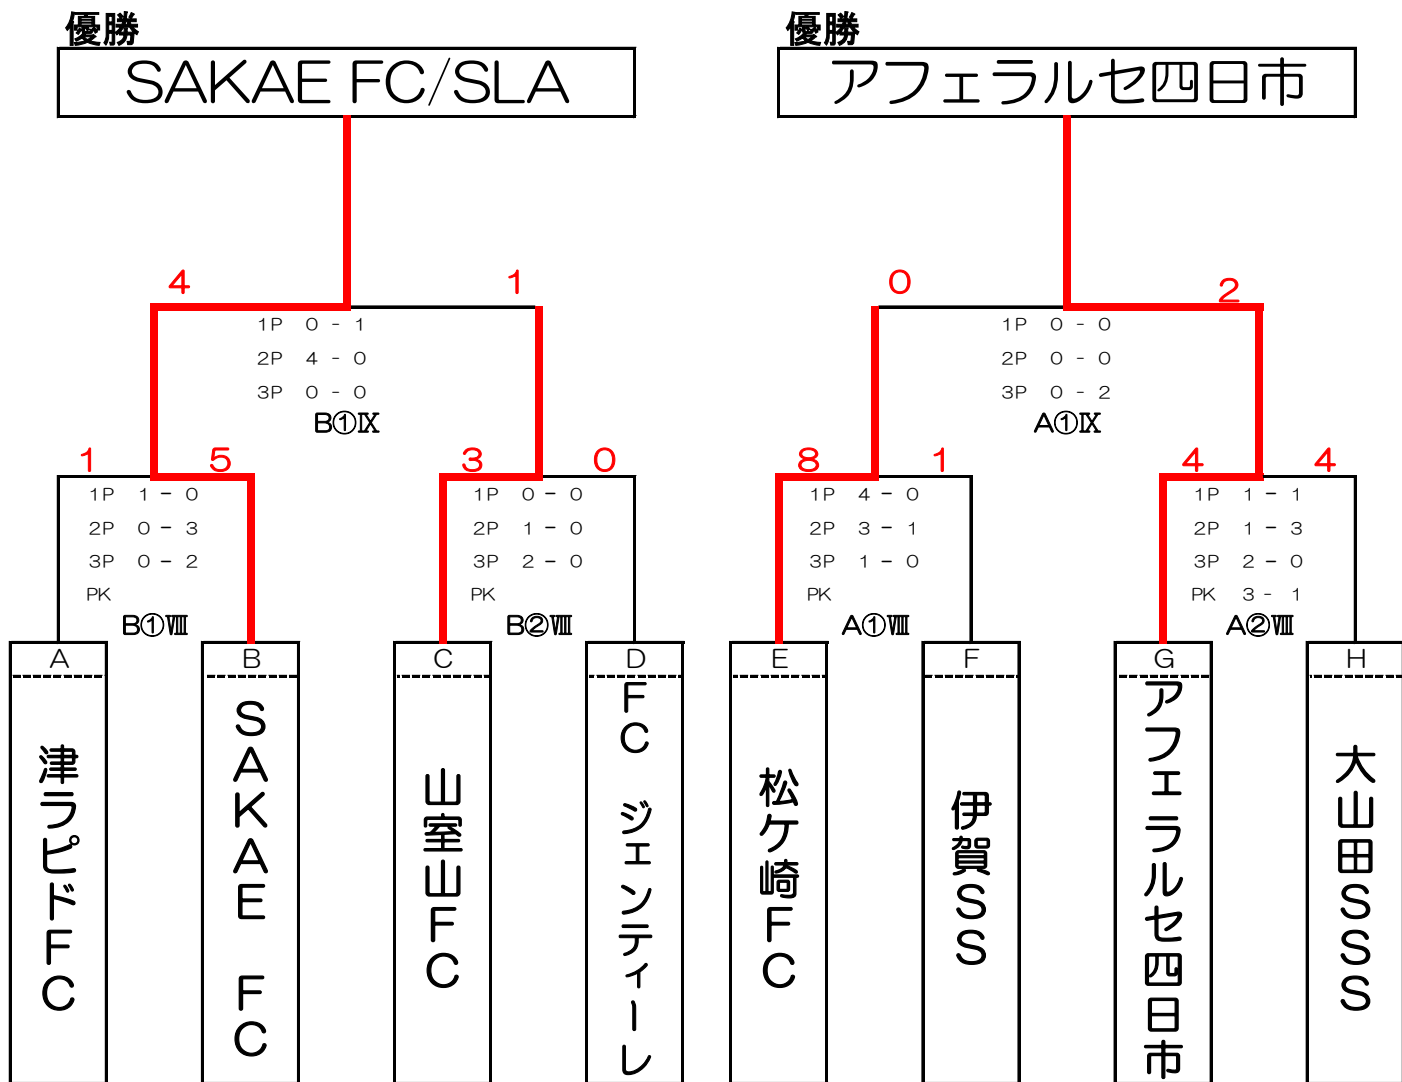 優勝
SAKAE FC/SLA
4
1
1P 0 - 1
2P 4 - 0
3P 0 - 0
B①Ⅸ
1
5
1P 1 - 0
2P 0 - 3
3P 0 - 2
PK
B①Ⅷ
3
0
1P 0 - 0
2P 1 - 0
3P 2 - 0
PK
B②Ⅷ
A
津ラピドFC
B
SAKAE FC
C
山室山FC
D
FC ジェンティーレ
優勝
アフェラルセ四日市
0
2
1P 0 - 0
2P 0 - 0
3P 0 - 2
A①Ⅸ
8
1
1P 4 - 0
2P 3 - 1
3P 1 - 0
PK
A①Ⅷ
4
4
1P 1 - 1
2P 1 - 3
3P 2 - 0
PK 3 - 1
A②Ⅷ
E
松ケ崎FC
F
伊賀SS
G
アフェラルセ四日市
H
大山田SSS